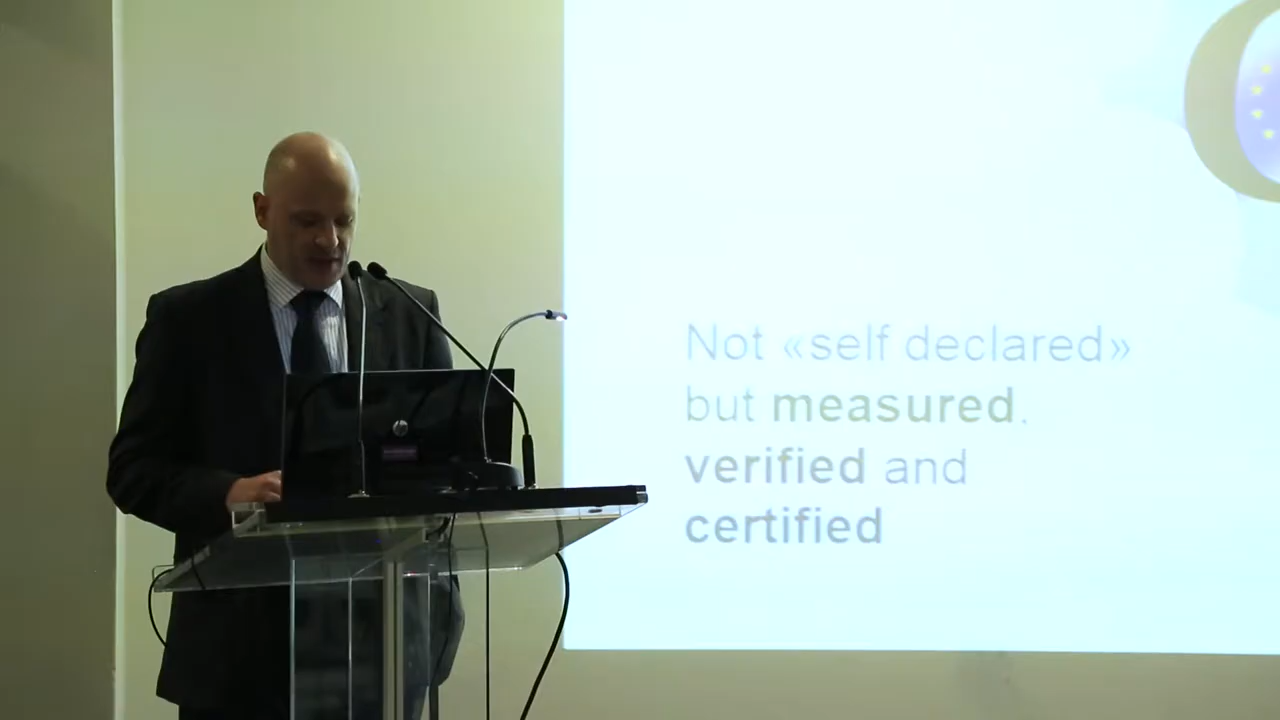 Not «self declared»
but measured,
verified and
certified